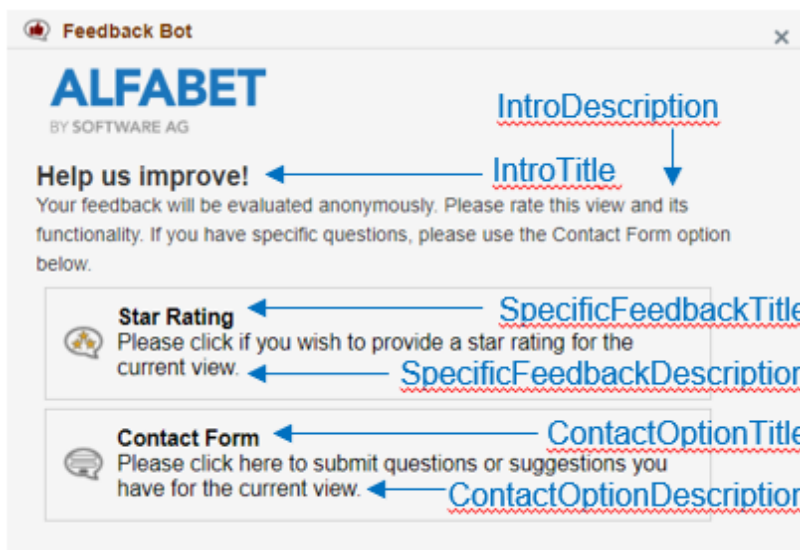 Feedback Bot
ALFABET
BY SOFTWARE AG
IntroDescription
Help us improve!
IntroTitle
Your feedback will be evaluated anonymously. Please rate this view and its
functionality. If you have specific questions, please use the Contact Form option
below.
Star Rating
SpecificFeedbackTitle
Please click if you wish to provide a star rating for the
current view.
SpecificFeedbackDescription
Contact Form
ContactOptionTitle
Please click here to submit questions or suggestions you
have for the current view.
ContactOptionDescription